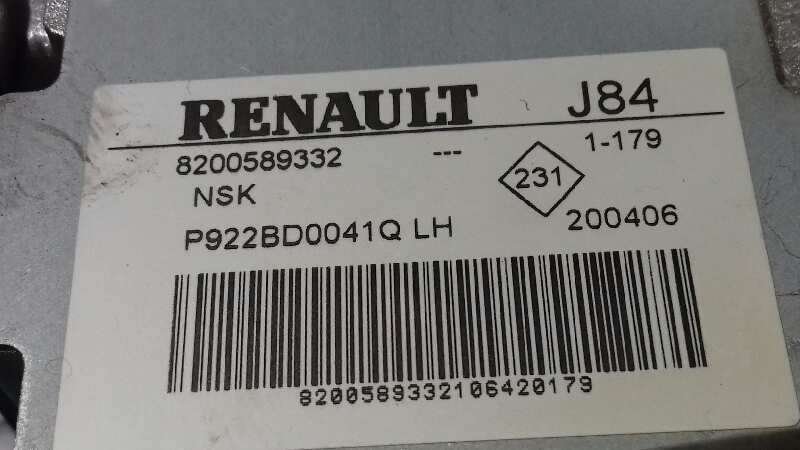 RENAULT J84
8200589332 --- 1-179
NSK 231
P922BD0041Q LH 200406
8200589332106420179